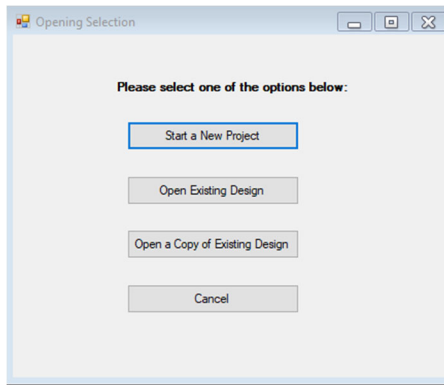 Opening Selection
Please select one of the options below:
Start a New Project
Open Existing Design
Open a Copy of Existing Design
Cancel